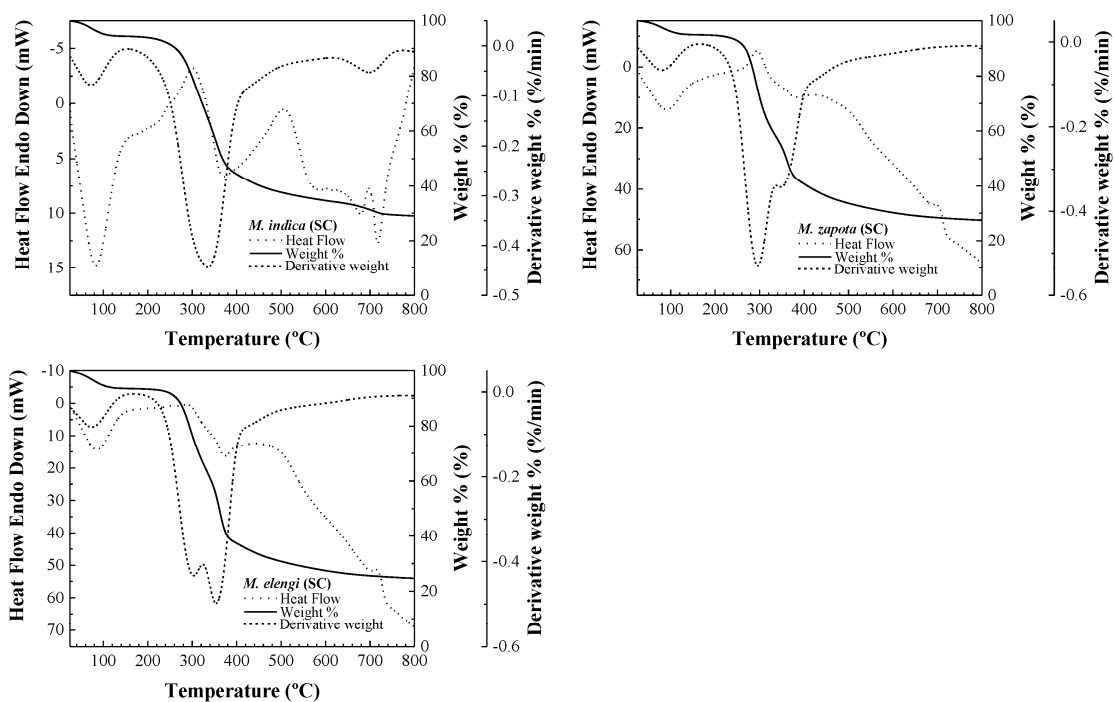 Heat Flow Endo Down (mW)
-5
0
5
10
15
100 200 300 400 500 600 700 800
Temperature (ºC)
100
80
60
40
20
0
Weight % (%)
0.0
-0.1
-0.2
-0.3
-0.4
-0.5
Derivative weight % (%/min)
M. indica (SC)
Heat Flow
Weight %
Derivative weight
Heat Flow Endo Down (mW)
0
20
40
60
100 200 300 400 500 600 700 800
Temperature (ºC)
100
80
60
40
20
0
Weight % (%)
0.0
-0.2
-0.4
-0.6
Derivative weight % (%/min)
M. zapota (SC)
Heat Flow
Weight %
Derivative weight
Heat Flow Endo Down (mW)
-10
0
10
20
30
40
50
60
70
100 200 300 400 500 600 700 800
Temperature (ºC)
100
80
60
40
20
0
Weight % (%)
0.0
-0.2
-0.4
-0.6
Derivative weight % (%/min)
M. elengi (SC)
Heat Flow
Weight %
Derivative weight